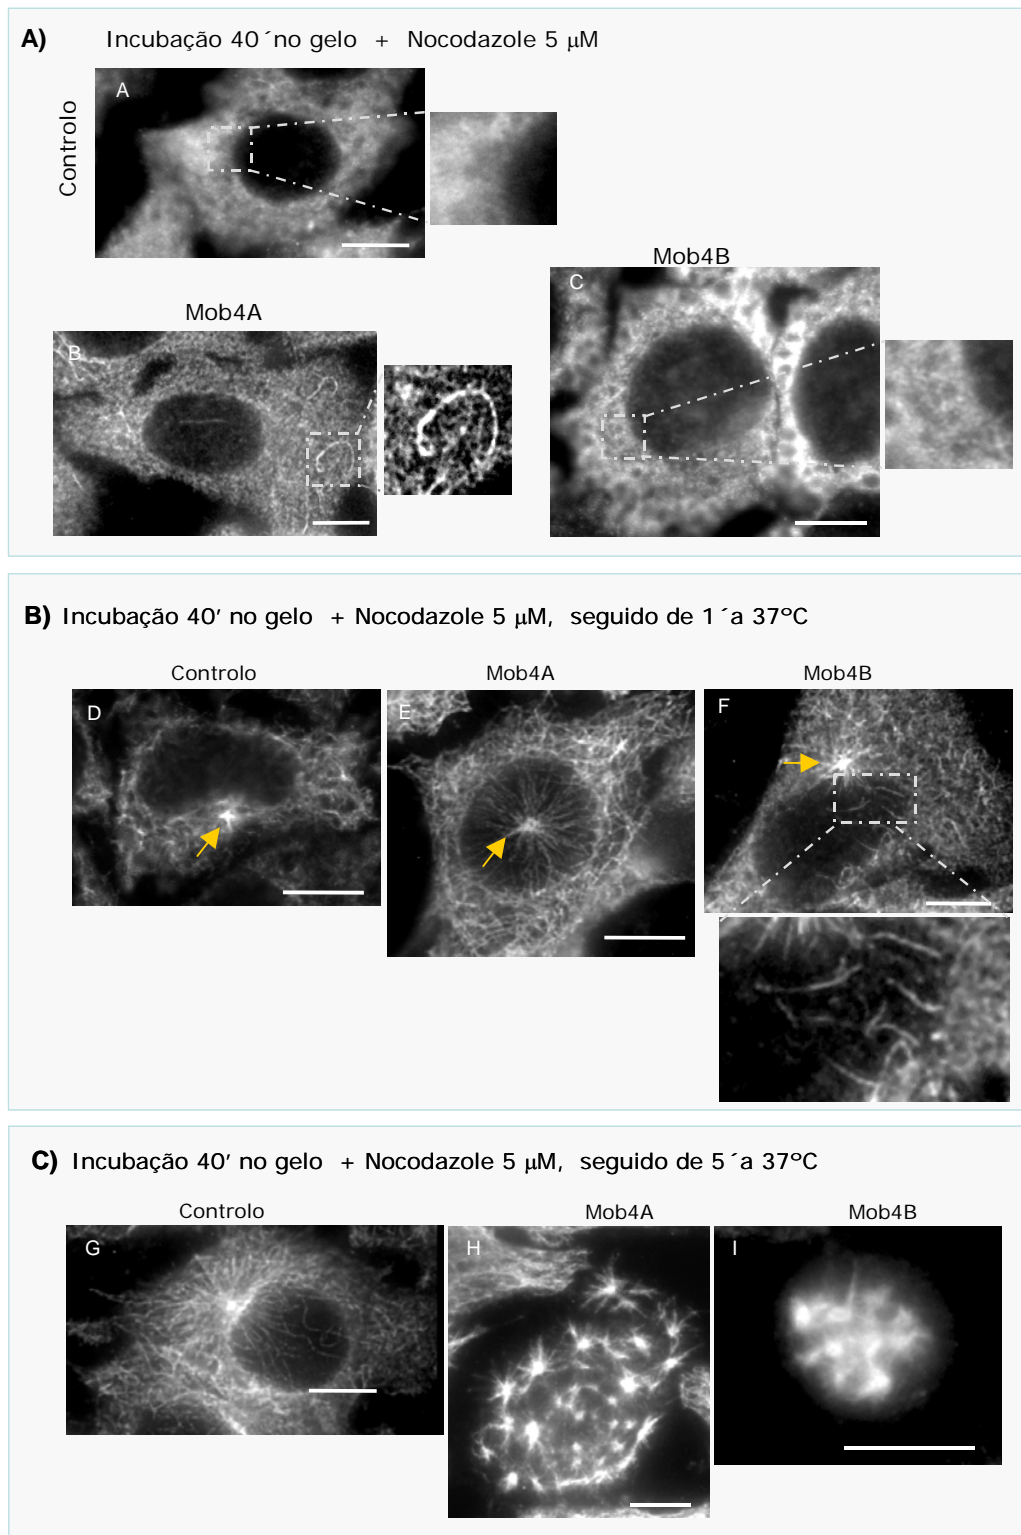 A) Incubação 40´no gelo + Nocodazole 5 μM
Controlo
A
Mob4B
C
Mob4A
B
B) Incubação 40’ no gelo + Nocodazole 5 μM, seguido de 1´a 37ºC
Controlo
Mob4A
Mob4B
D
E
F
C) Incubação 40’ no gelo + Nocodazole 5 μM, seguido de 5´a 37ºC
Controlo
Mob4A
Mob4B
G
H
I